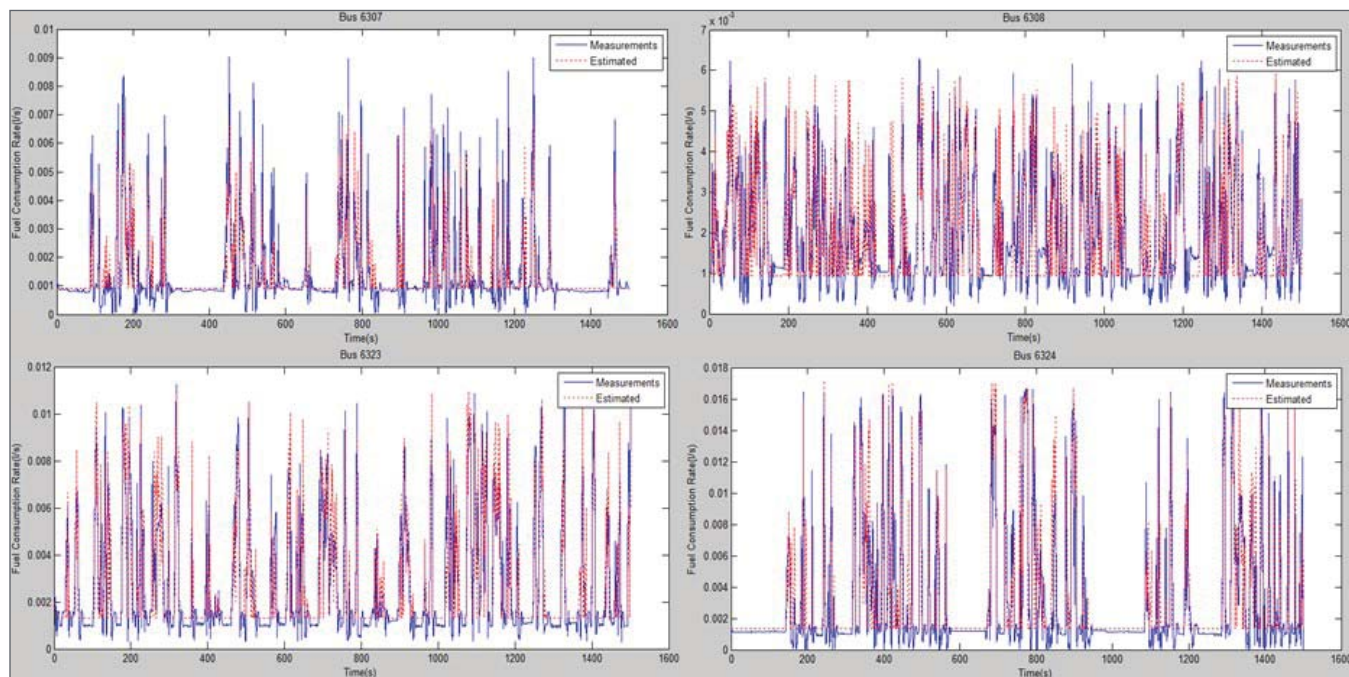 Bus 6307
0.01
0.009
0.008
0.007
0.006
0.005
0.004
0.003
0.002
0.001
0
Fuel Consumption Rate(l/s)
Measurements
Estimated
0 200 400 600 800 1000 1200 1400 1600
Time(s)
Bus 6308
x 10⁻³
7
6
5
4
3
2
1
0
Fuel Consumption Rate(l/s)
Measurements
Estimated
0 200 400 600 800 1000 1200 1400 1600
Time(s)
Bus 6323
0.012
0.01
0.008
0.006
0.004
0.002
0
Fuel Consumption Rate(l/s)
Measurements
Estimated
0 200 400 600 800 1000 1200 1400 1600
Time(s)
Bus 6324
0.018
0.016
0.014
0.012
0.01
0.008
0.006
0.004
0.002
0
Fuel Consumption Rate(l/s)
Measurements
Estimated
0 200 400 600 800 1000 1200 1400 1600
Time(s)